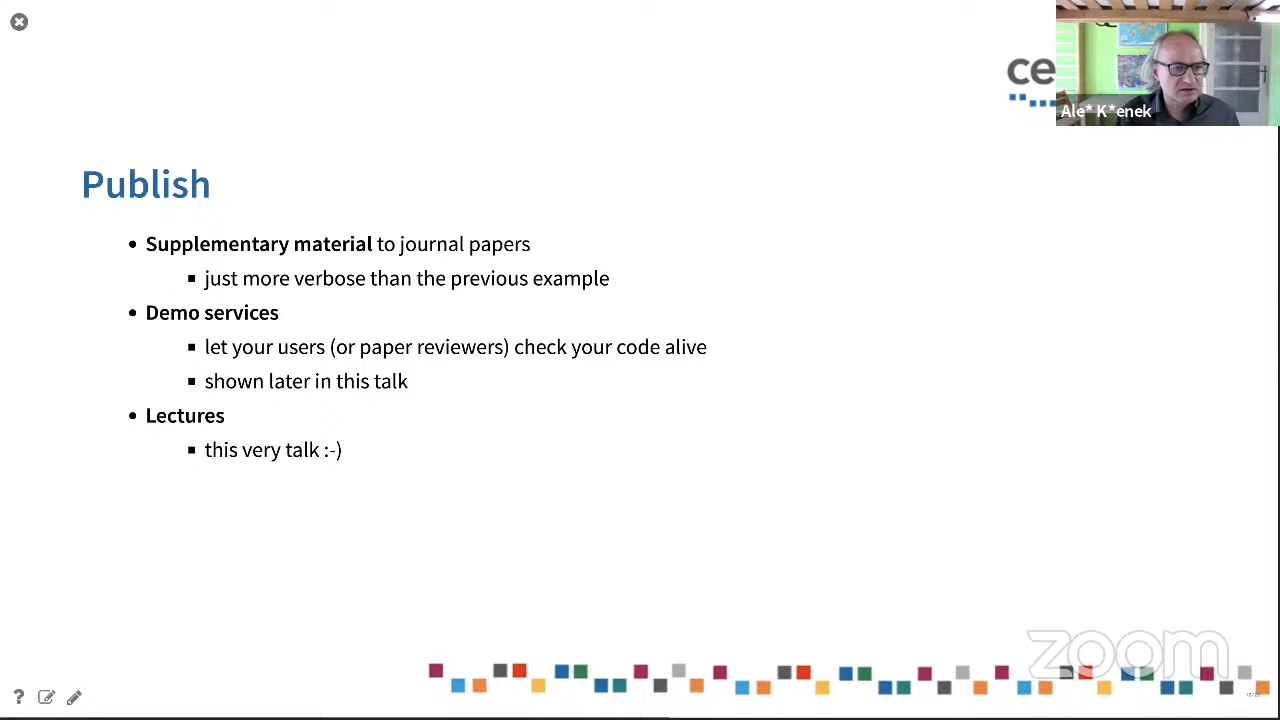 ce
Ale* K*enek
Publish
• Supplementary material to journal papers
▪ just more verbose than the previous example
• Demo services
▪ let your users (or paper reviewers) check your code alive
▪ shown later in this talk
• Lectures
▪ this very talk :-)
zoom
?